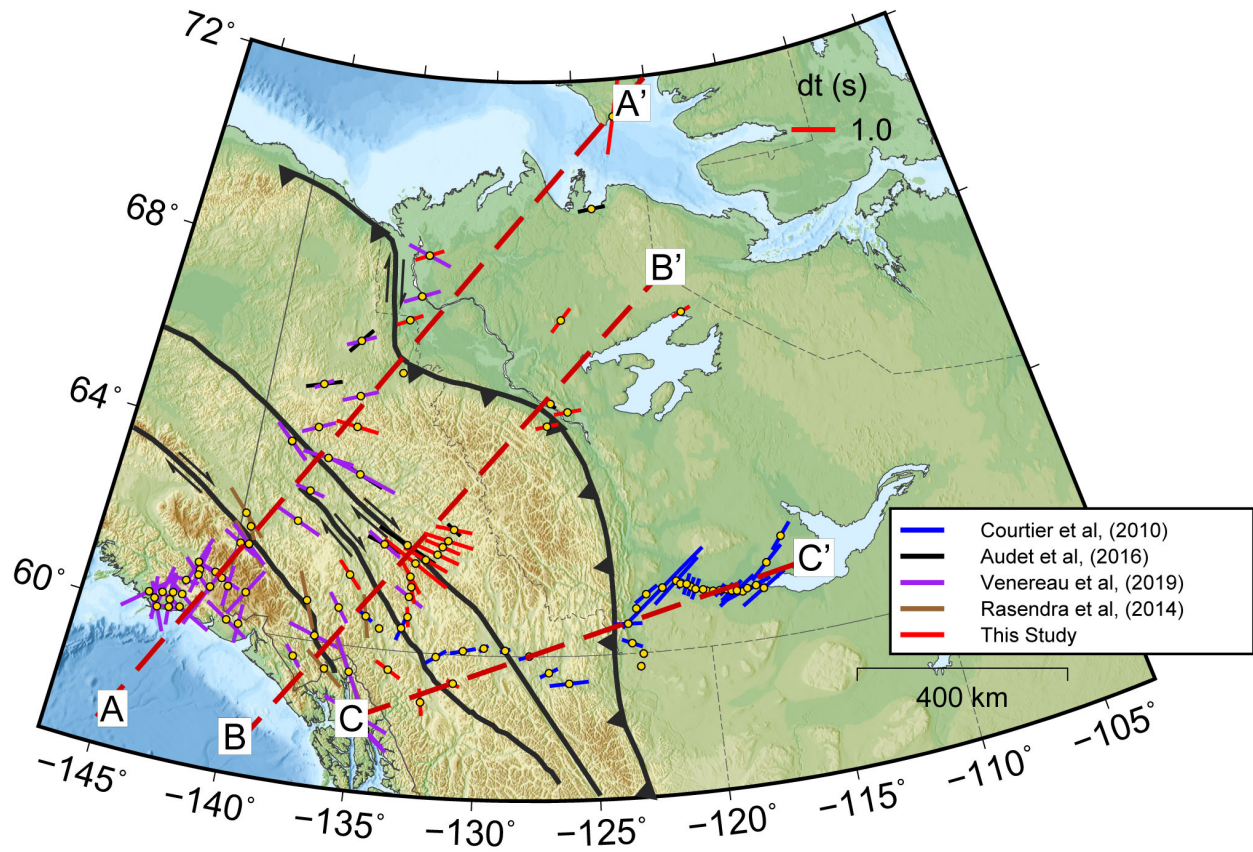 72°
68°
64°
60°
A'
dt (s)
1.0
B'
C'
Courtier et al, (2010)
Audet et al, (2016)
Venereau et al, (2019)
Rasendra et al, (2014)
This Study
400 km
A
B
C
−145°
−140°
−135°
−130°
−125°
−120°
−115°
−110°
−105°